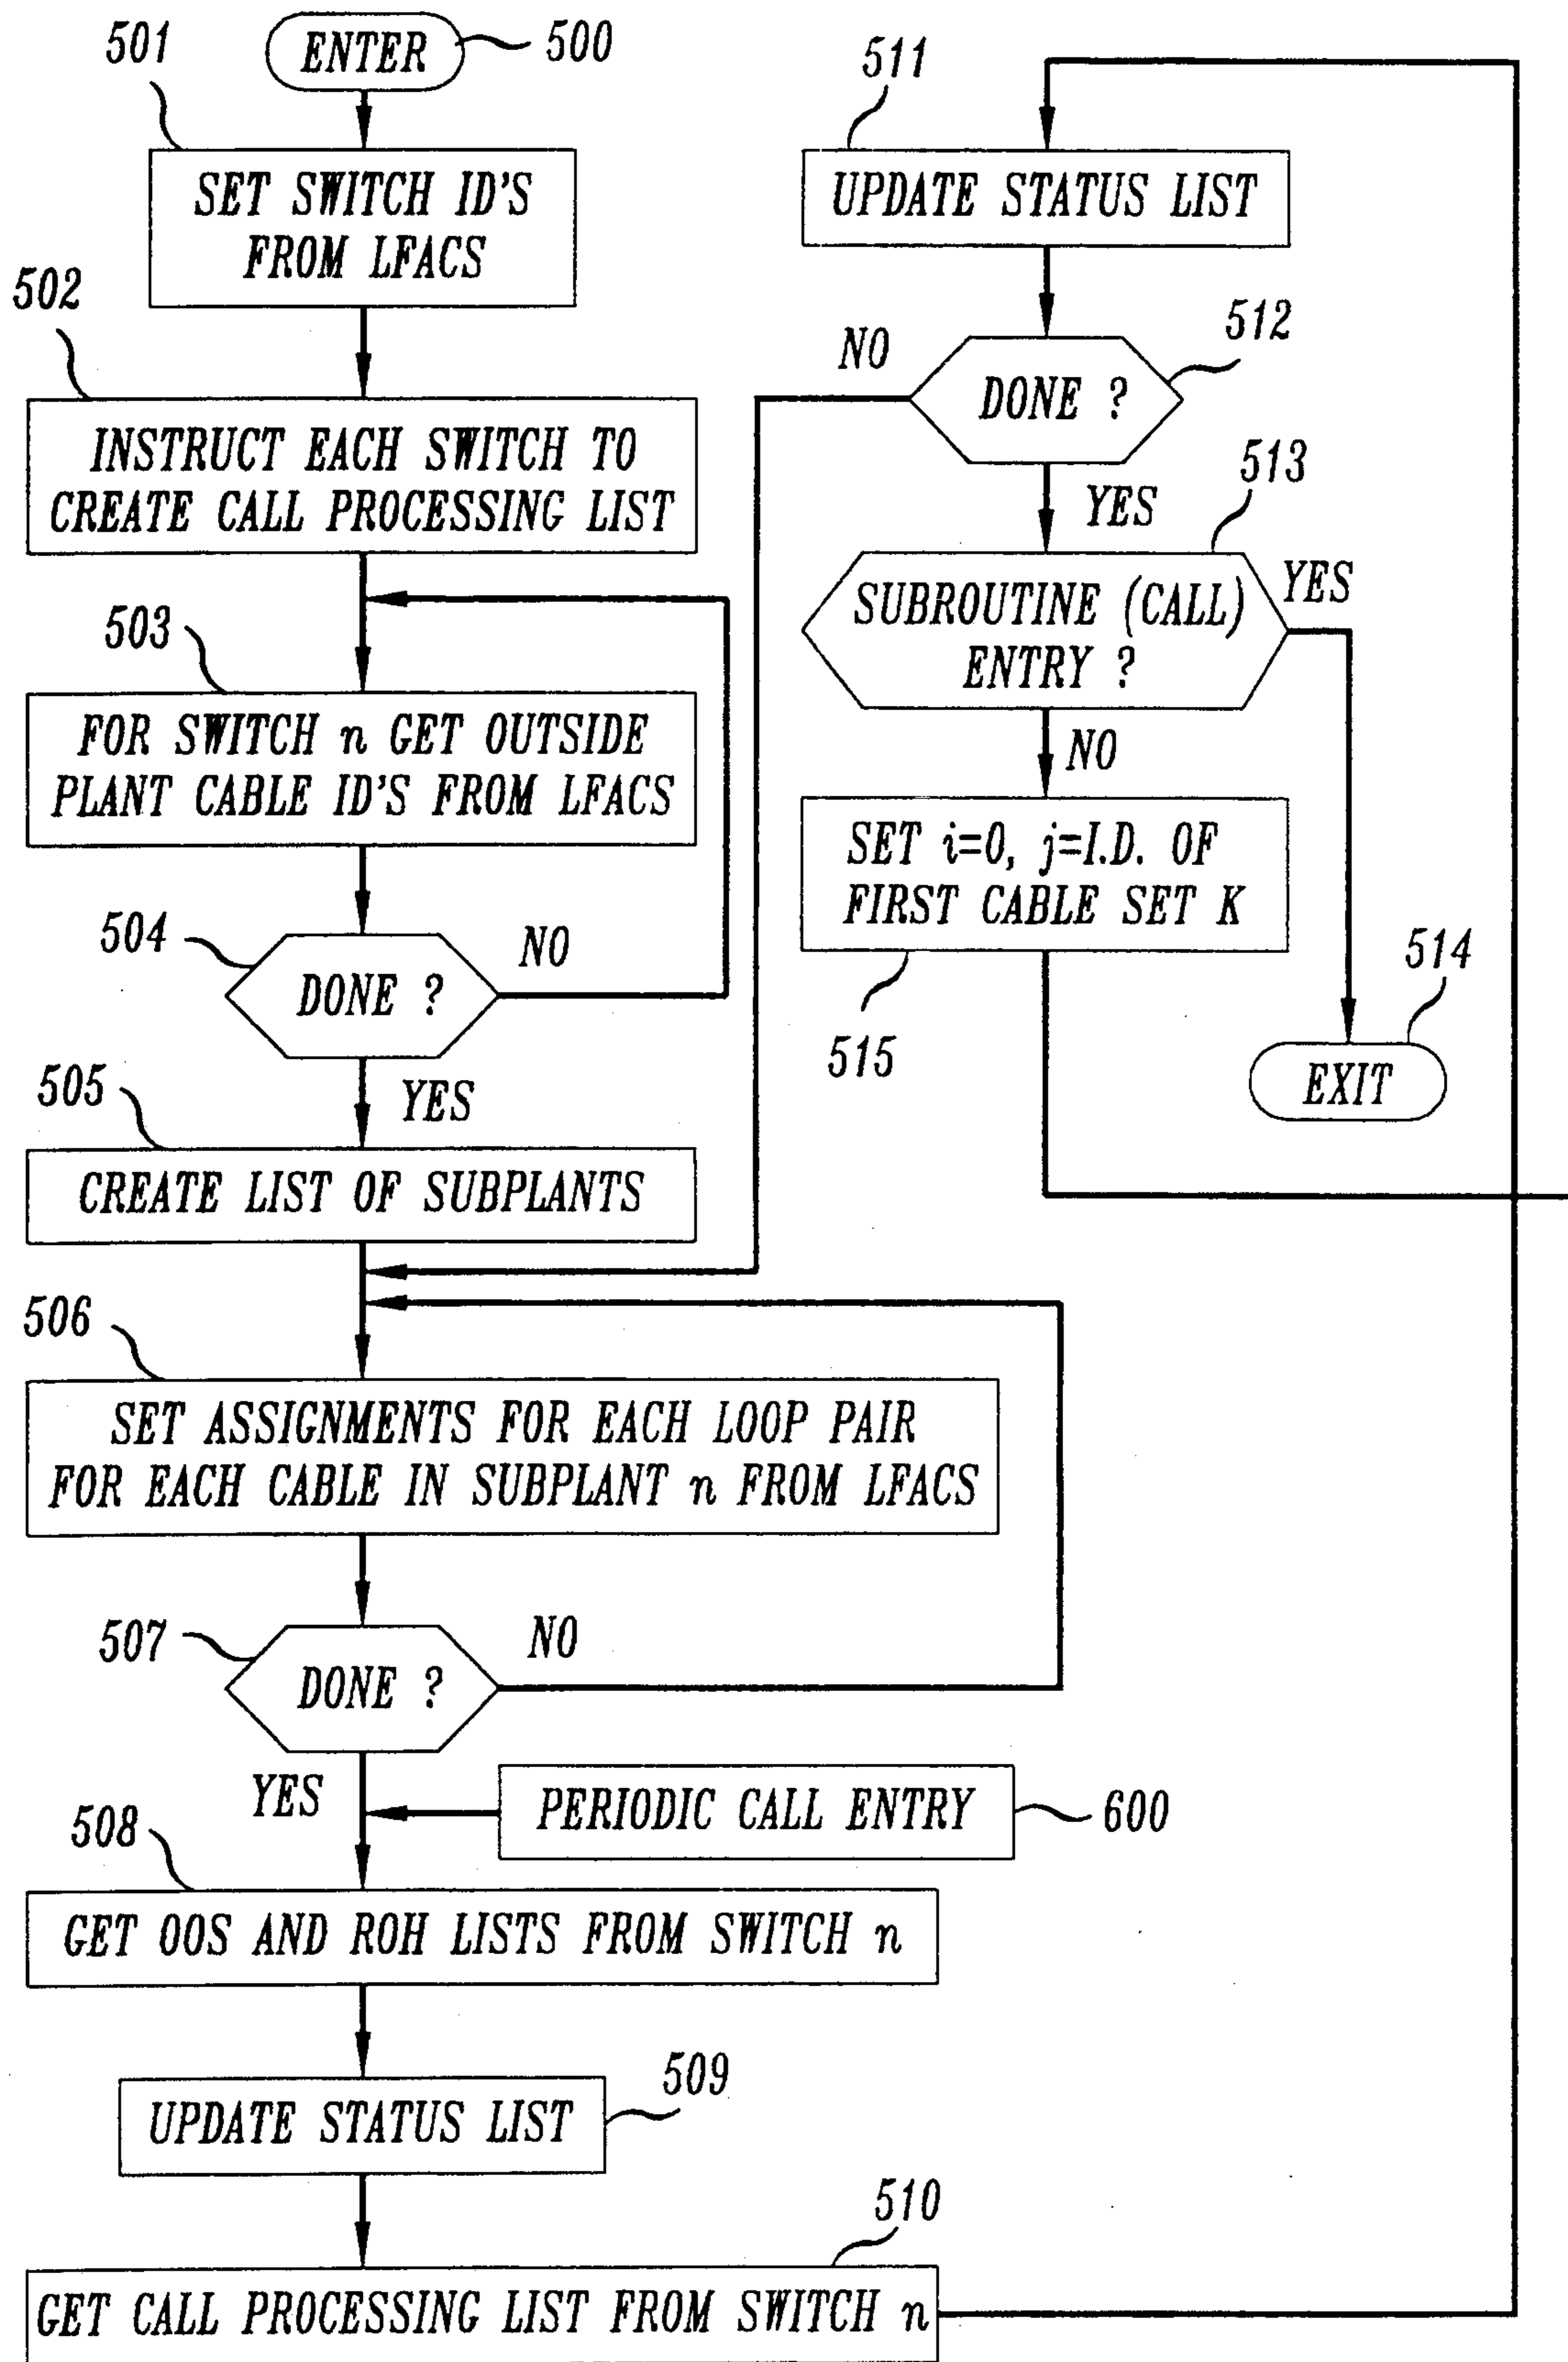 501
ENTER
500
SET SWITCH ID'S
FROM LFACS
502
INSTRUCT EACH SWITCH TO
CREATE CALL PROCESSING LIST
503
FOR SWITCH n GET OUTSIDE
PLANT CABLE ID'S FROM LFACS
504
DONE ?
NO
YES
505
CREATE LIST OF SUBPLANTS
506
SET ASSIGNMENTS FOR EACH LOOP PAIR
FOR EACH CABLE IN SUBPLANT n FROM LFACS
507
DONE ?
NO
YES
PERIODIC CALL ENTRY
600
508
GET OOS AND ROH LISTS FROM SWITCH n
509
UPDATE STATUS LIST
510
GET CALL PROCESSING LIST FROM SWITCH n
511
UPDATE STATUS LIST
512
NO
DONE ?
YES
513
SUBROUTINE (CALL)
ENTRY ?
YES
NO
SET i=0, j=I.D. OF
FIRST CABLE SET K
515
514
EXIT